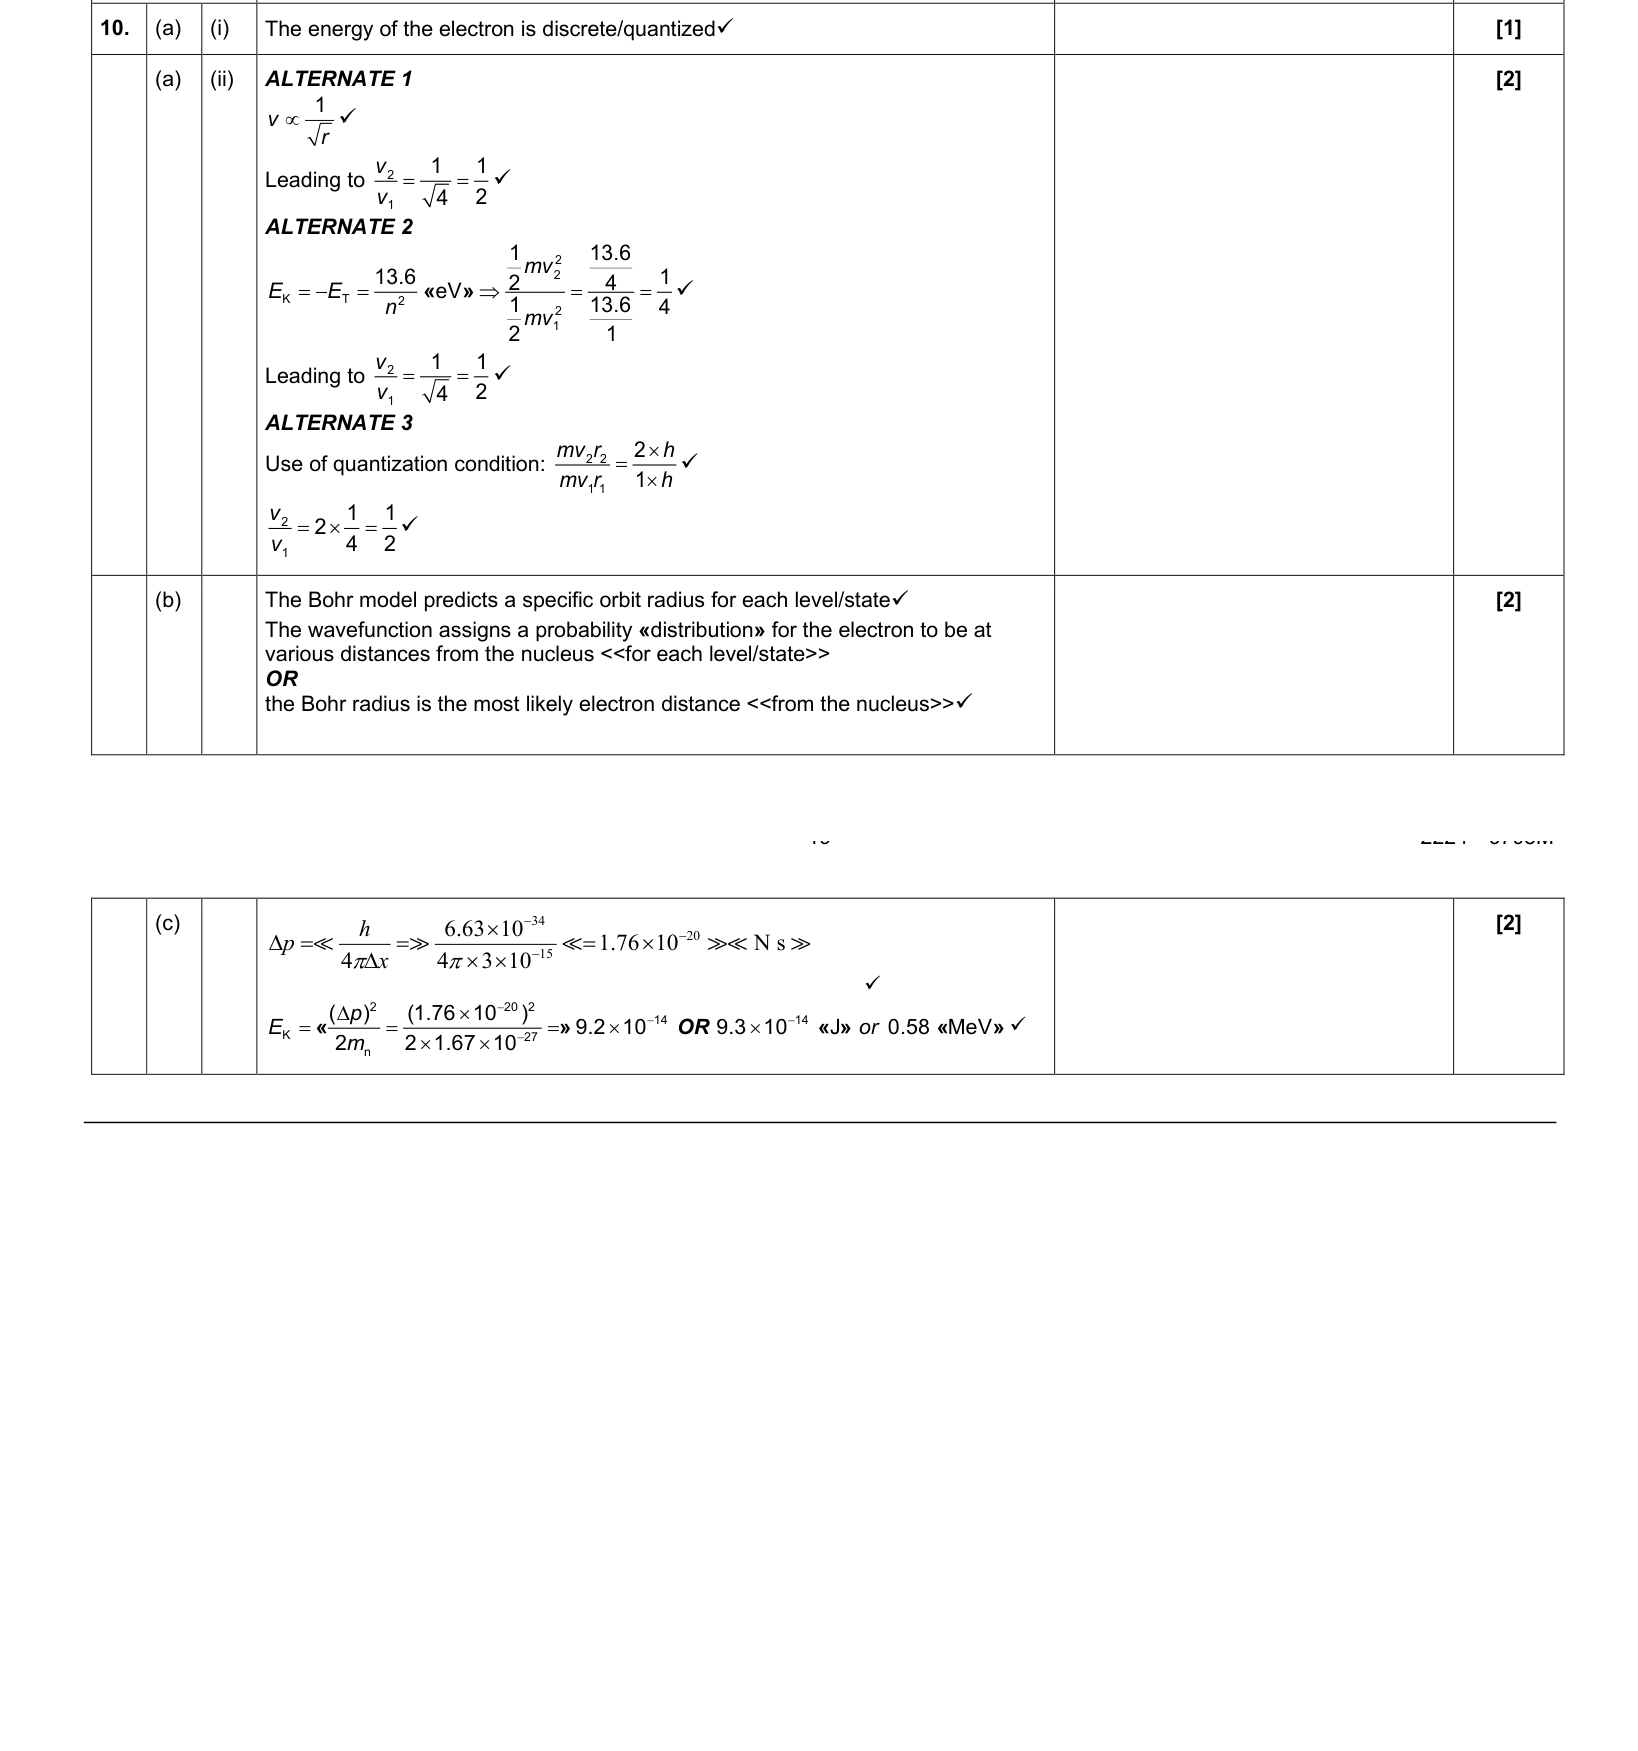 10. (a) (i) The energy of the electron is discrete/quantized✓ [1]
(a) (ii) ALTERNATE 1 [2]
v ∝ 1/√r ✓
Leading to v₂/v₁ = 1/√4 = 1/2 ✓
ALTERNATE 2
E_K = −E_T = 13.6/n² «eV» ⇒ (1/2 mv₂²)/(1/2 mv₁²) = (13.6/4)/(13.6/1) = 1/4 ✓
Leading to v₂/v₁ = 1/√4 = 1/2 ✓
ALTERNATE 3
Use of quantization condition: mv₂r₂/mv₁r₁ = 2×h/1×h ✓
v₂/v₁ = 2×1/4 = 1/2 ✓
(b) The Bohr model predicts a specific orbit radius for each level/state✓ [2]
The wavefunction assigns a probability «distribution» for the electron to be at
various distances from the nucleus <<for each level/state>>
OR
the Bohr radius is the most likely electron distance <<from the nucleus>>✓
(c) Δp =≪ h/4πΔx =≫ 6.63×10⁻³⁴/4π×3×10⁻¹⁵ ≪=1.76×10⁻²⁰ ≫≪ N s ≫ [2]
✓
E_K = «(Δp)²/2m_n = (1.76×10⁻²⁰)²/2×1.67×10⁻²⁷ =» 9.2×10⁻¹⁴ OR 9.3×10⁻¹⁴ «J» or 0.58 «MeV» ✓